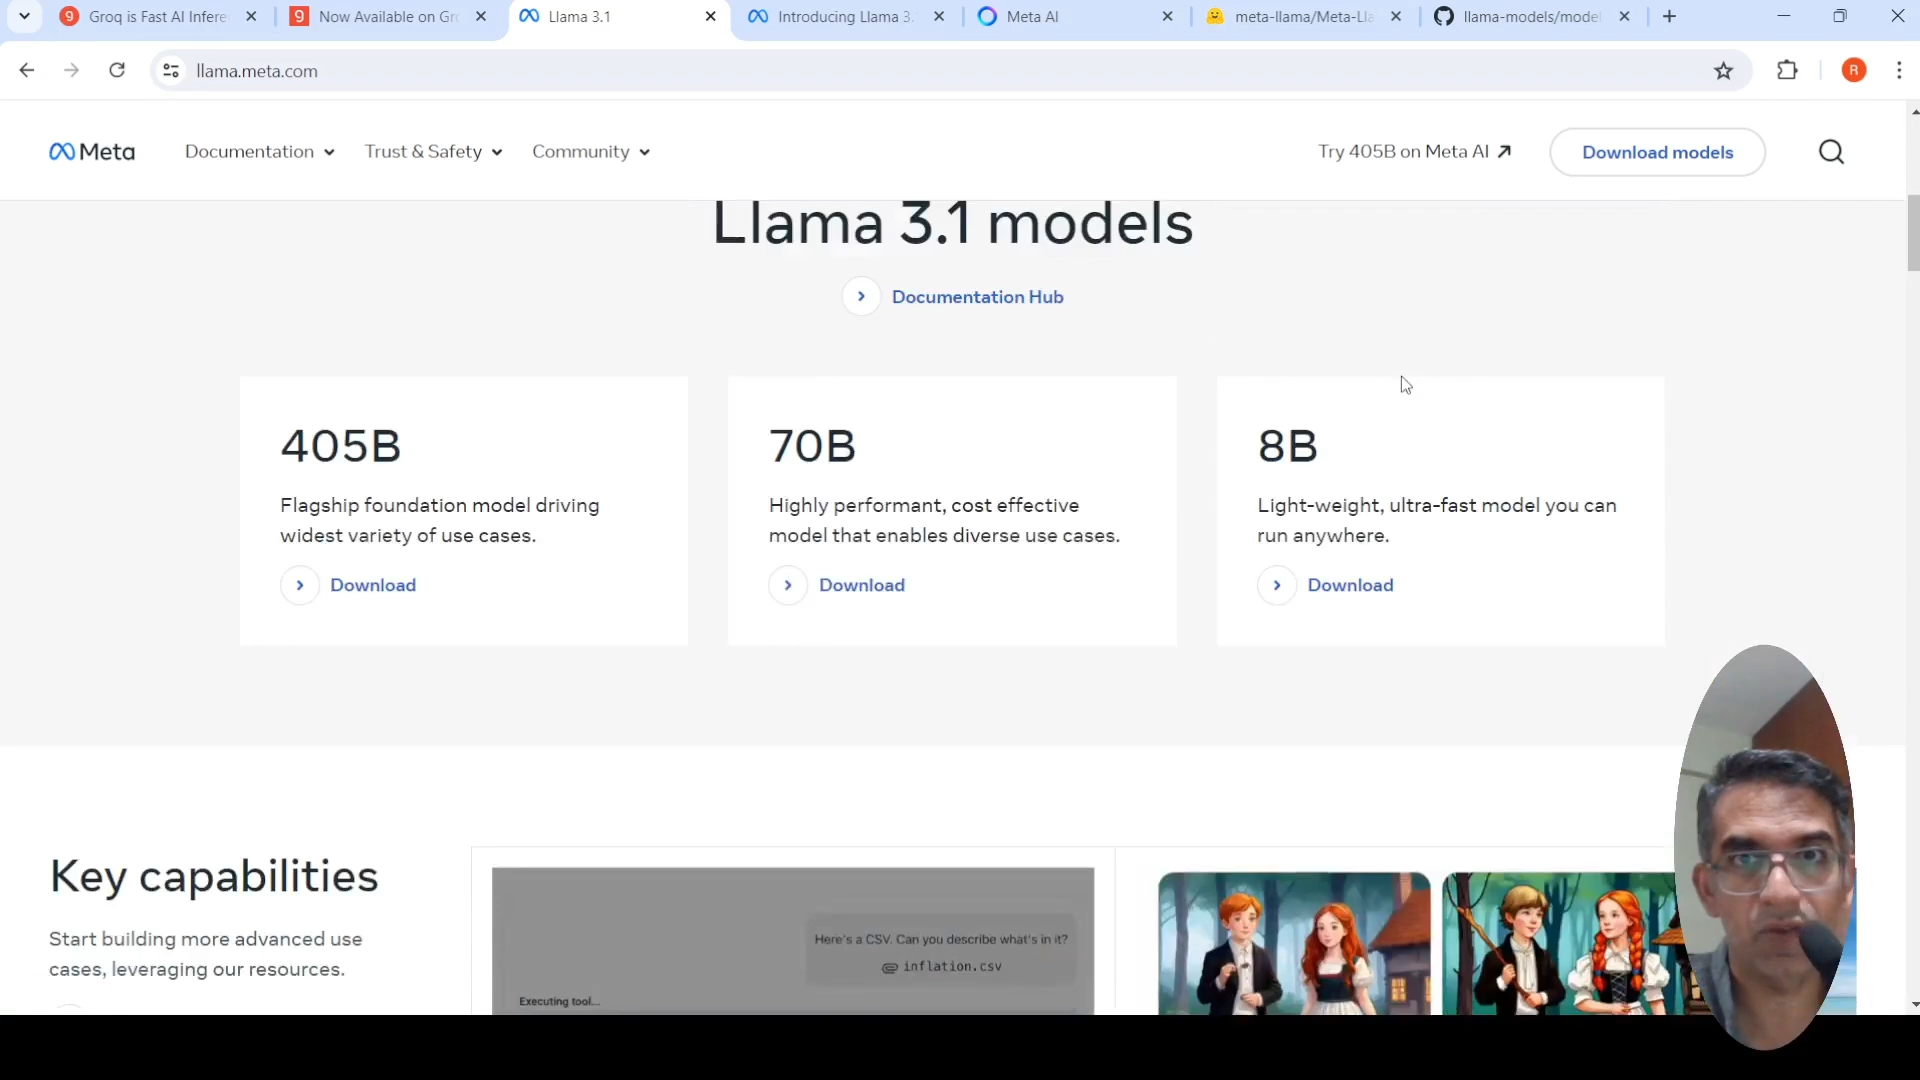 9 Groq is Fast AI Infere
9 Now Available on Gr
Llama 3.1
Introducing Llama 3.
Meta AI
meta-llama/Meta-Lla
llama-models/model
llama.meta.com
R
Meta
Documentation
Trust & Safety
Community
Try 405B on Meta AI
Download models
Llama 3.1 models
Documentation Hub
405B
Flagship foundation model driving
widest variety of use cases.
Download
70B
Highly performant, cost effective
model that enables diverse use cases.
Download
8B
Light-weight, ultra-fast model you can
run anywhere.
Download
Key capabilities
Start building more advanced use
cases, leveraging our resources.
Here's a CSV. Can you describe what's in it?
inflation.csv
Executing tool...